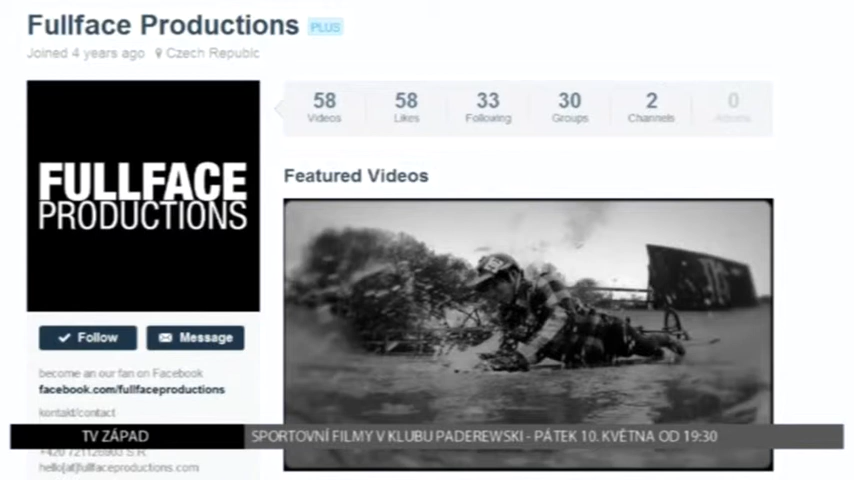 Fullface Productions PLUS
Joined 4 years ago Czech Republic
58 Videos
58 Likes
33 Following
30 Groups
2 Channels
0 Albums
FULLFACE
PRODUCTIONS
Featured Videos
Follow Message
become an our fan on Facebook
facebook.com/fullfaceproductions
kontakt/contact
TV ZÁPAD SPORTOVNÍ FILMY V KLUBU PADEREWSKI - PÁTEK 10. KVĚTNA OD 19:30
hello[at]fullfaceproductions.com